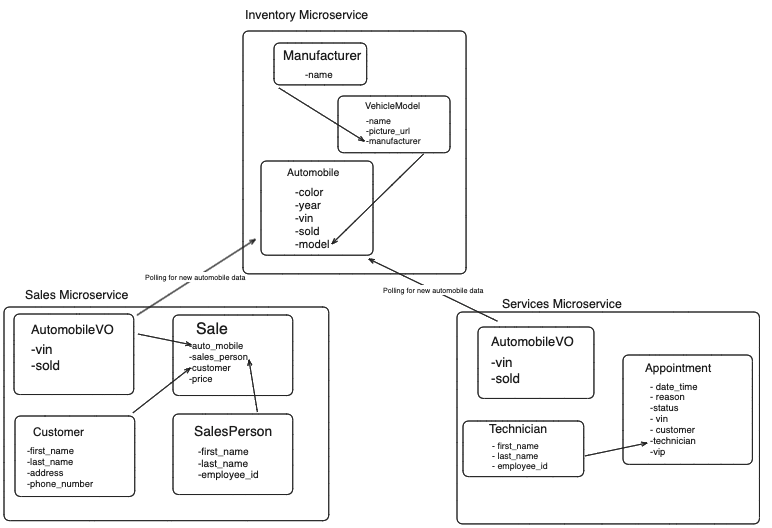 Inventory Microservice
Manufacturer
-name
VehicleModel
-name
-picture_url
-manufacturer
Automobile
-color
-year
-vin
-sold
-model
Polling for new automobile data
Polling for new automobile data
Sales Microservice
AutomobileVO
-vin
-sold
Sale
-auto_mobile
-sales_person
-customer
-price
Customer
-first_name
-last_name
-address
-phone_number
SalesPerson
-first_name
-last_name
-employee_id
Services Microservice
AutomobileVO
-vin
-sold
Appointment
- date_time
- reason
-status
- vin
- customer
-technician
-vip
Technician
- first_name
- last_name
- employee_id